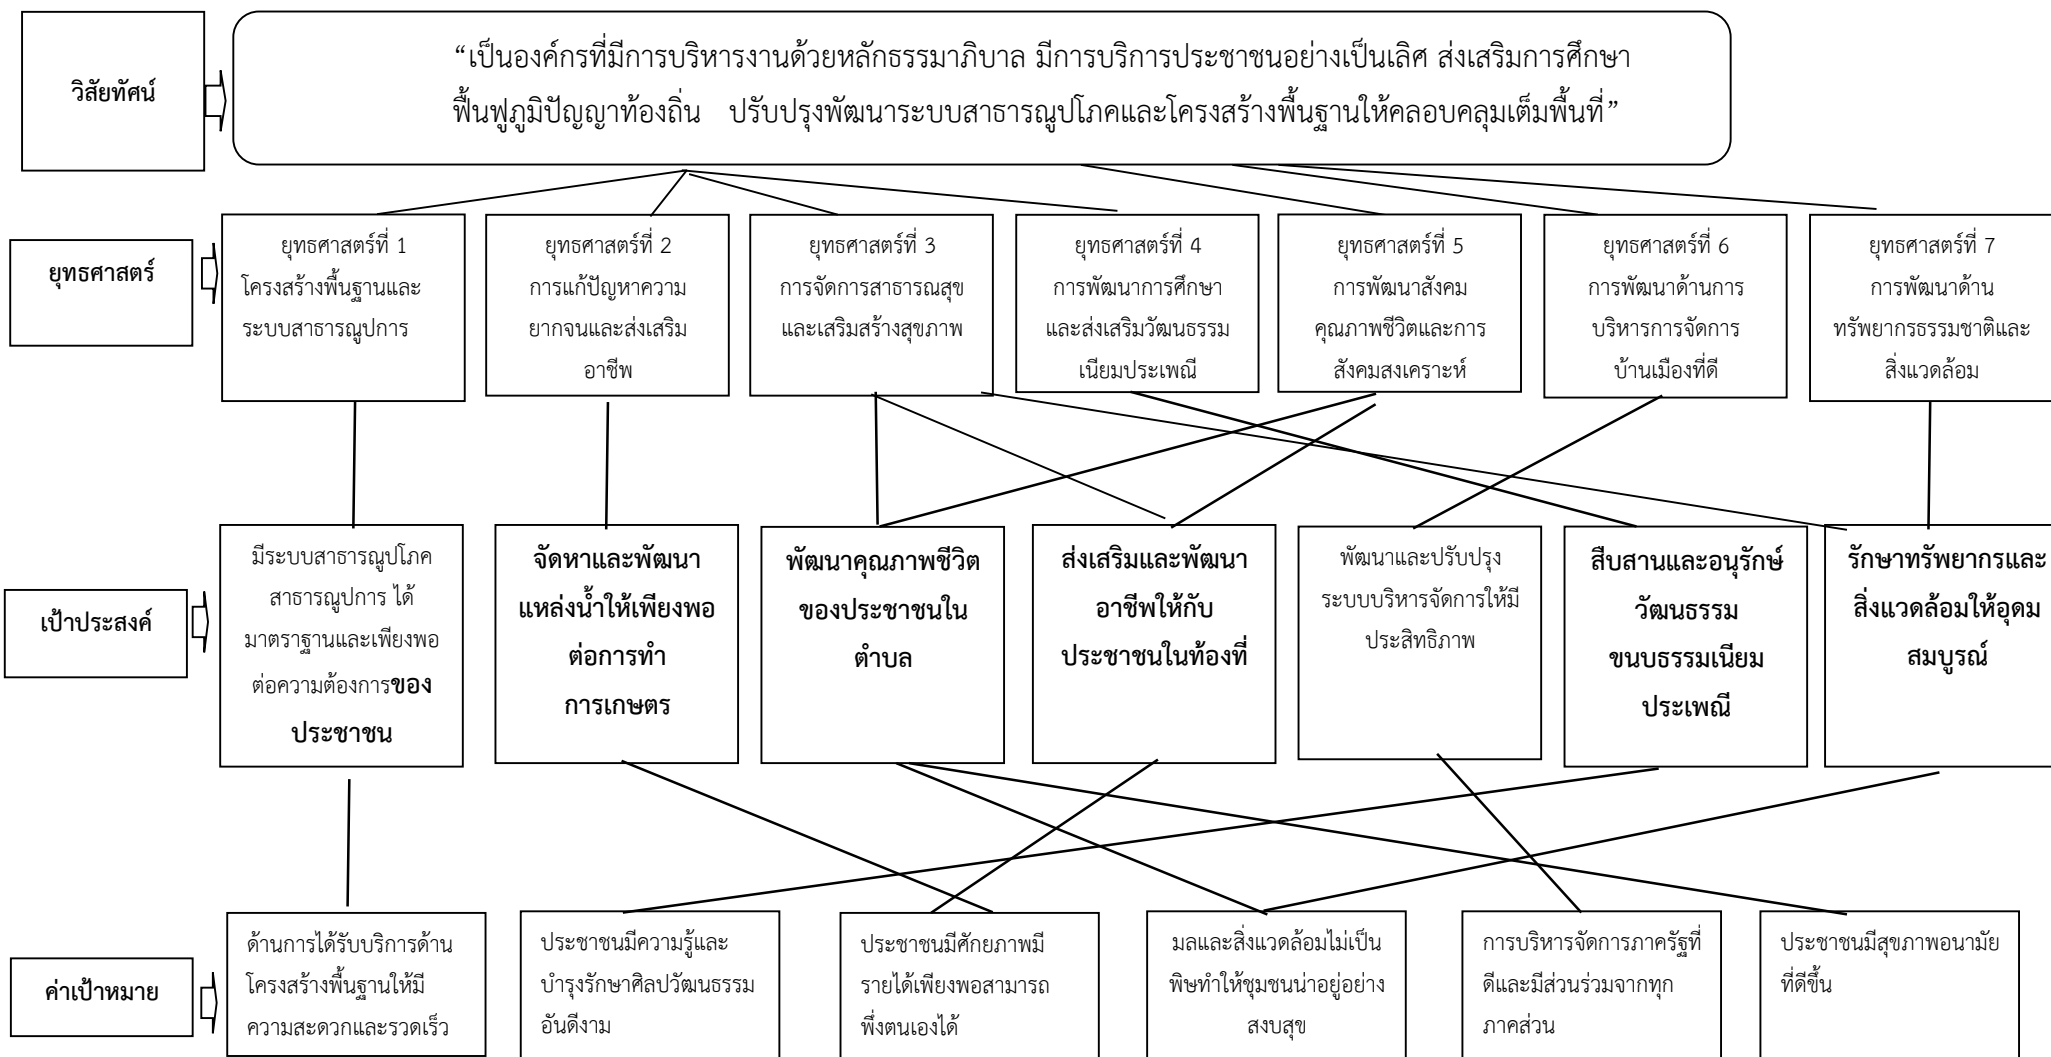 วิสัยทัศน์
“เป็นองค์กรที่มีการบริหารงานด้วยหลักธรรมาภิบาล มีการบริการประชาชนอย่างเป็นเลิศ ส่งเสริมการศึกษา
ฟื้นฟูภูมิปัญญาท้องถิ่น ปรับปรุงพัฒนาระบบสาธารณูปโภคและโครงสร้างพื้นฐานให้คลอบคลุมเต็มพื้นที่”
ยุทธศาสตร์
ยุทธศาสตร์ที่ 1
โครงสร้างพื้นฐานและ
ระบบสาธารณูปการ
ยุทธศาสตร์ที่ 2
การแก้ปัญหาความ
ยากจนและส่งเสริม
อาชีพ
ยุทธศาสตร์ที่ 3
การจัดการสาธารณสุข
และเสริมสร้างสุขภาพ
ยุทธศาสตร์ที่ 4
การพัฒนาการศึกษา
และส่งเสริมวัฒนธรรม
เนียมประเพณี
ยุทธศาสตร์ที่ 5
การพัฒนาสังคม
คุณภาพชีวิตและการ
สังคมสงเคราะห์
ยุทธศาสตร์ที่ 6
การพัฒนาด้านการ
บริหารการจัดการ
บ้านเมืองที่ดี
ยุทธศาสตร์ที่ 7
การพัฒนาด้าน
ทรัพยากรธรรมชาติและ
สิ่งแวดล้อม
เป้าประสงค์
มีระบบสาธารณูปโภค
สาธารณูปการ ได้
มาตราฐานและเพียงพอ
ต่อความต้องการของ
ประชาชน
จัดหาและพัฒนา
แหล่งน้ำให้เพียงพอ
ต่อการทำ
การเกษตร
พัฒนาคุณภาพชีวิต
ของประชาชนใน
ตำบล
ส่งเสริมและพัฒนา
อาชีพให้กับ
ประชาชนในท้องที่
พัฒนาและปรับปรุง
ระบบบริหารจัดการให้มี
ประสิทธิภาพ
สืบสานและอนุรักษ์
วัฒนธรรม
ขนบธรรมเนียม
ประเพณี
รักษาทรัพยากรและ
สิ่งแวดล้อมให้อุดม
สมบูรณ์
ค่าเป้าหมาย
ด้านการได้รับบริการด้าน
โครงสร้างพื้นฐานให้มี
ความสะดวกและรวดเร็ว
ประชาชนมีความรู้และ
บำรุงรักษาศิลปวัฒนธรรม
อันดีงาม
ประชาชนมีศักยภาพมี
รายได้เพียงพอสามารถ
พึ่งตนเองได้
มลและสิ่งแวดล้อมไม่เป็น
พิษทำให้ชุมชนน่าอยู่อย่าง
สงบสุข
การบริหารจัดการภาครัฐที่
ดีและมีส่วนร่วมจากทุก
ภาคส่วน
ประชาชนมีสุขภาพอนามัย
ที่ดีขึ้น